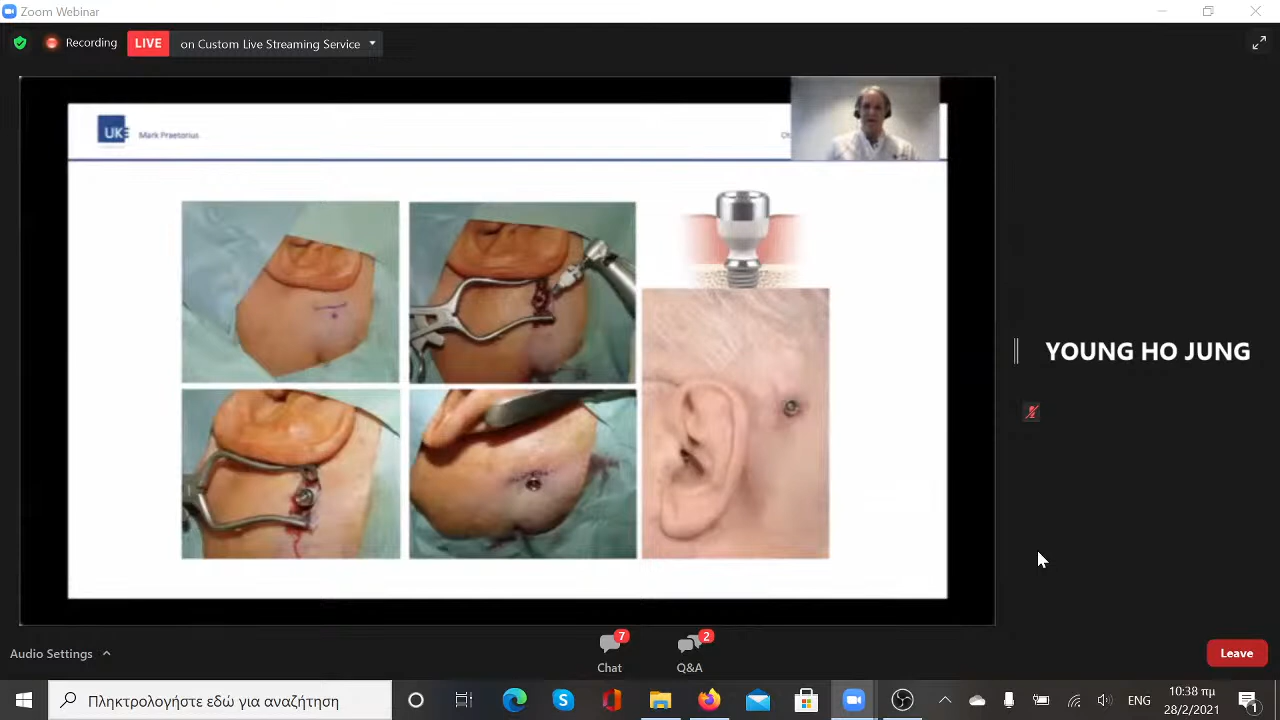 Zoom Webinar
Recording
LIVE
on Custom Live Streaming Service
UKE
Mark Praetorius
YOUNG HO JUNG
Audio Settings
7
2
Chat
Q&A
Leave
Πληκτρολογήστε εδώ για αναζήτηση
ENG
10:38 πμ
28/2/2021
1